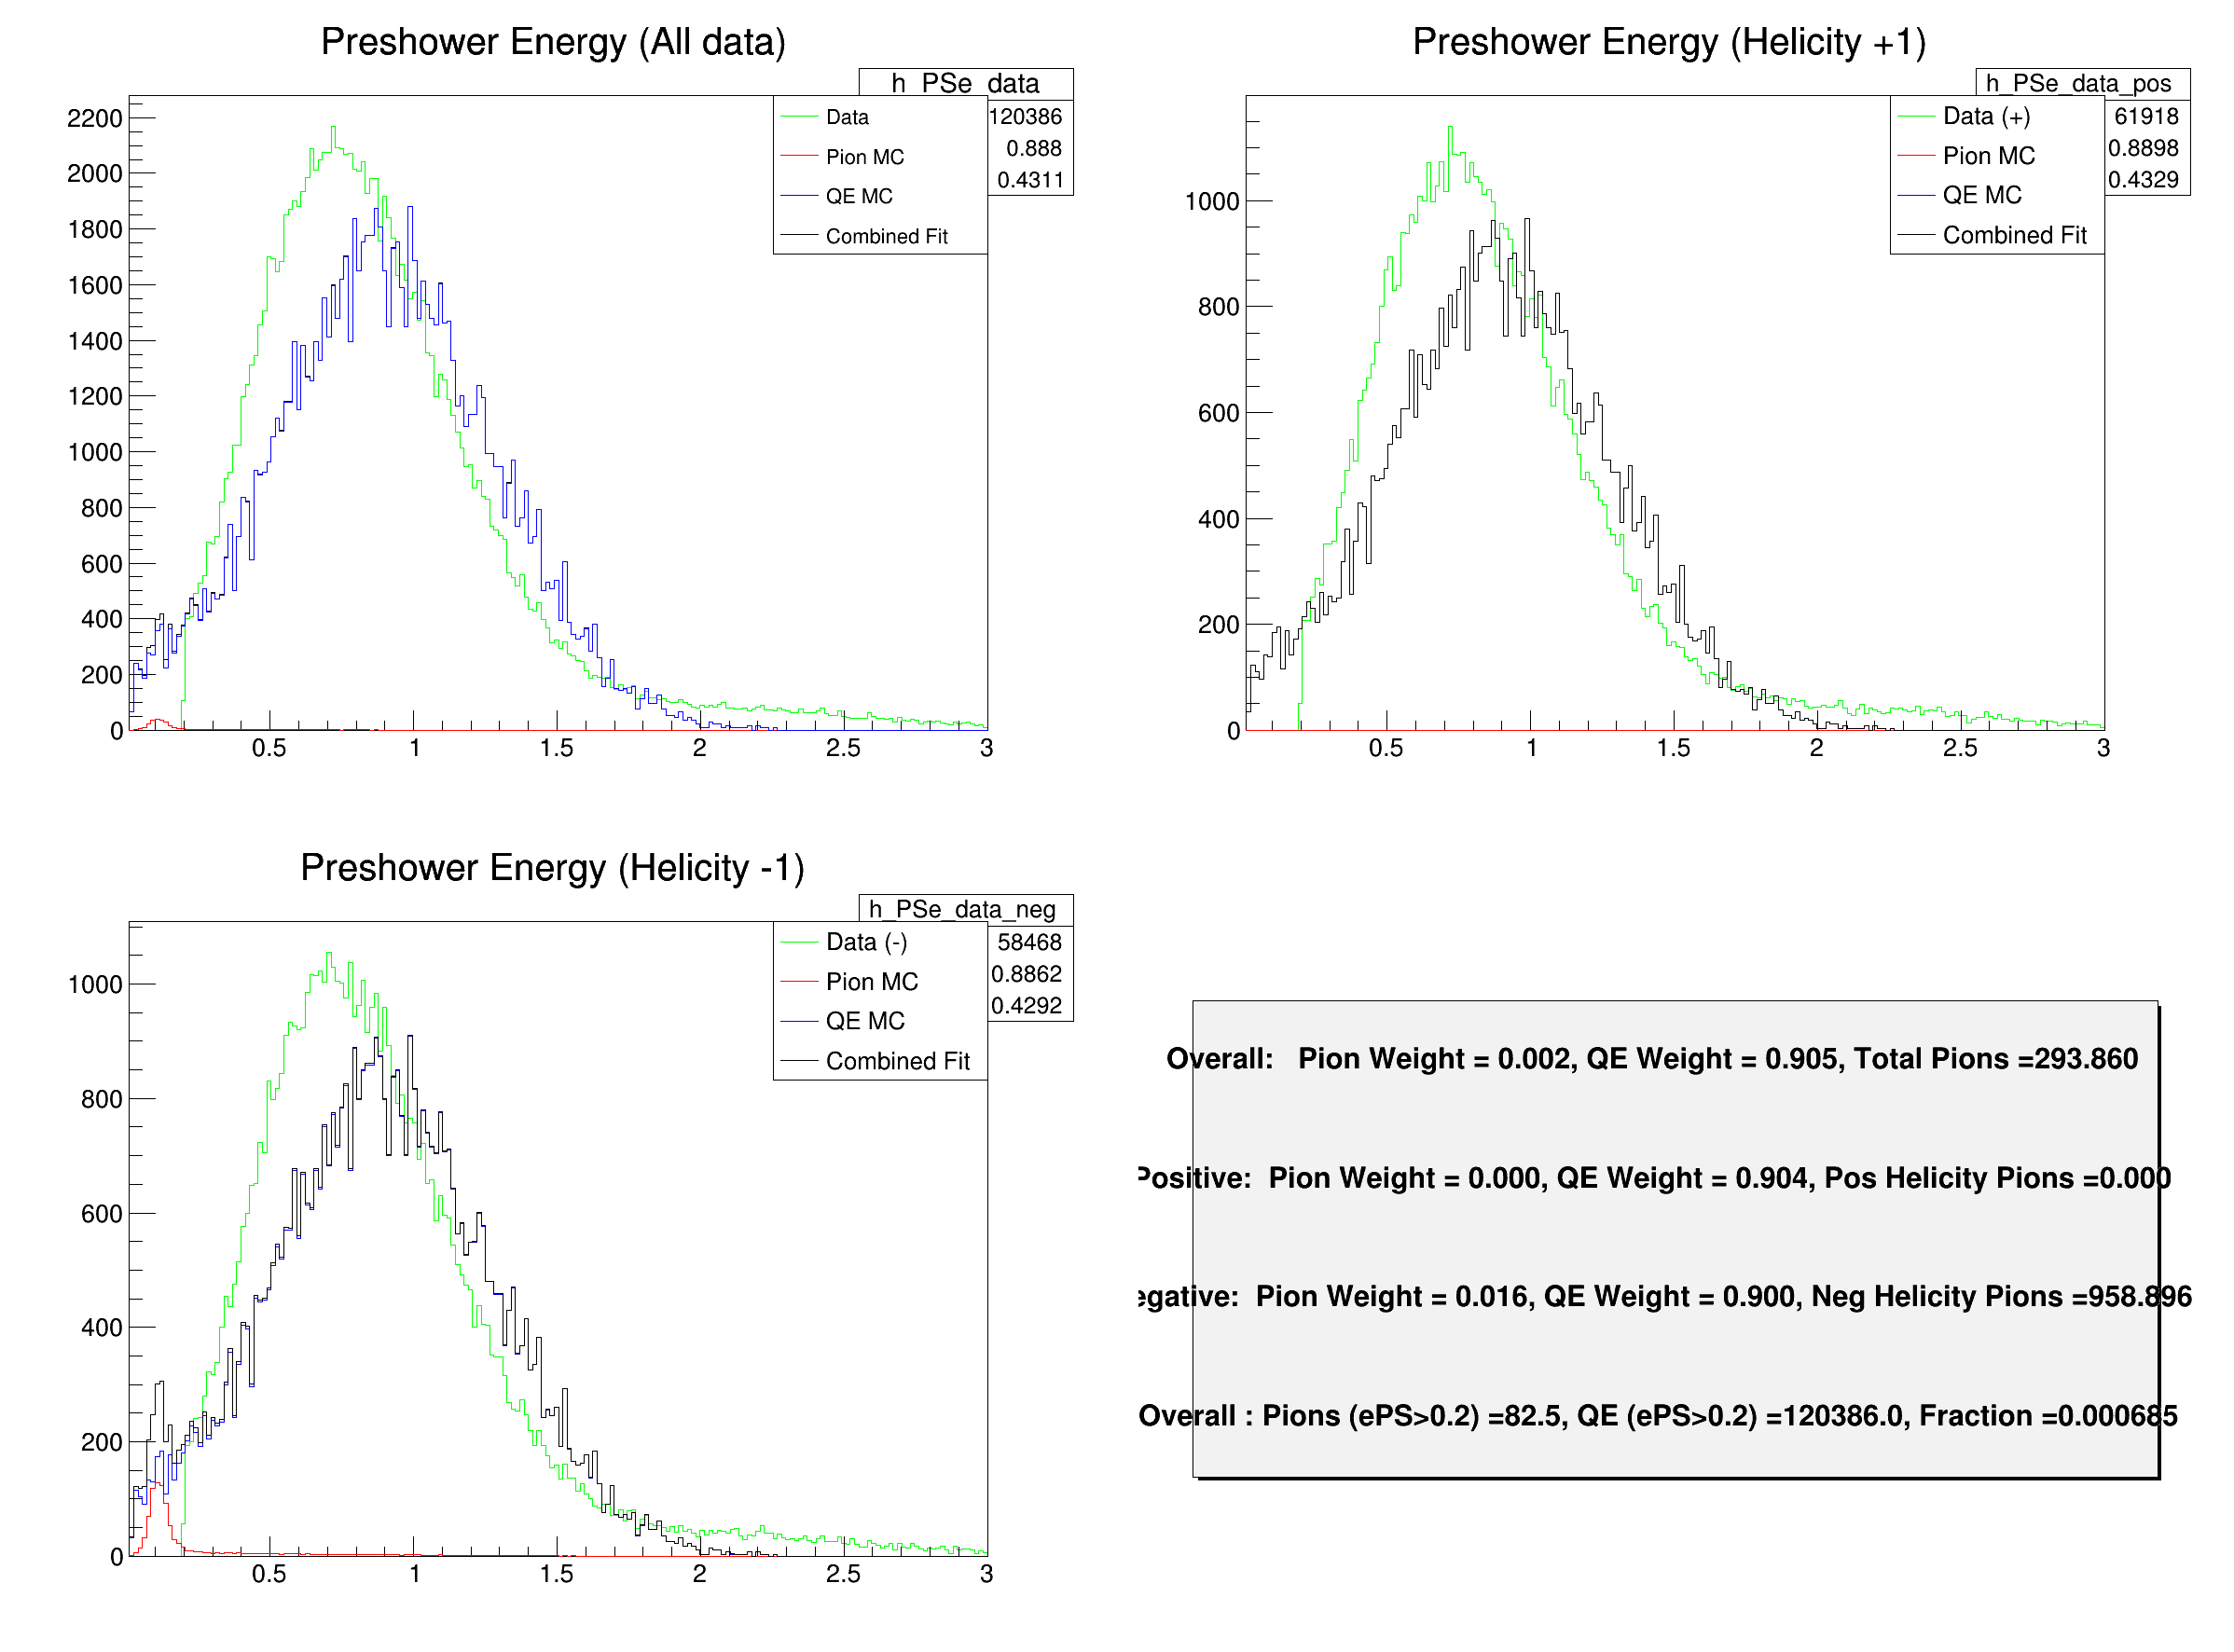 Preshower Energy (All data)
h_PSe_data
120386
0.888
0.4311
Data
Pion MC
QE MC
Combined Fit
2200
2000
1800
1600
1400
1200
1000
800
600
400
200
0
0.5 1 1.5 2 2.5 3
Preshower Energy (Helicity +1)
h_PSe_data_pos
61918
0.8898
0.4329
Data (+)
Pion MC
QE MC
Combined Fit
1000
800
600
400
200
0
0.5 1 1.5 2 2.5 3
Preshower Energy (Helicity -1)
h_PSe_data_neg
58468
0.8862
0.4292
Data (-)
Pion MC
QE MC
Combined Fit
1000
800
600
400
200
0
0.5 1 1.5 2 2.5 3
Overall: Pion Weight = 0.002, QE Weight = 0.905, Total Pions =293.860
Positive: Pion Weight = 0.000, QE Weight = 0.904, Pos Helicity Pions =0.000
egative: Pion Weight = 0.016, QE Weight = 0.900, Neg Helicity Pions =958.896
Overall : Pions (ePS>0.2) =82.5, QE (ePS>0.2) =120386.0, Fraction =0.000685